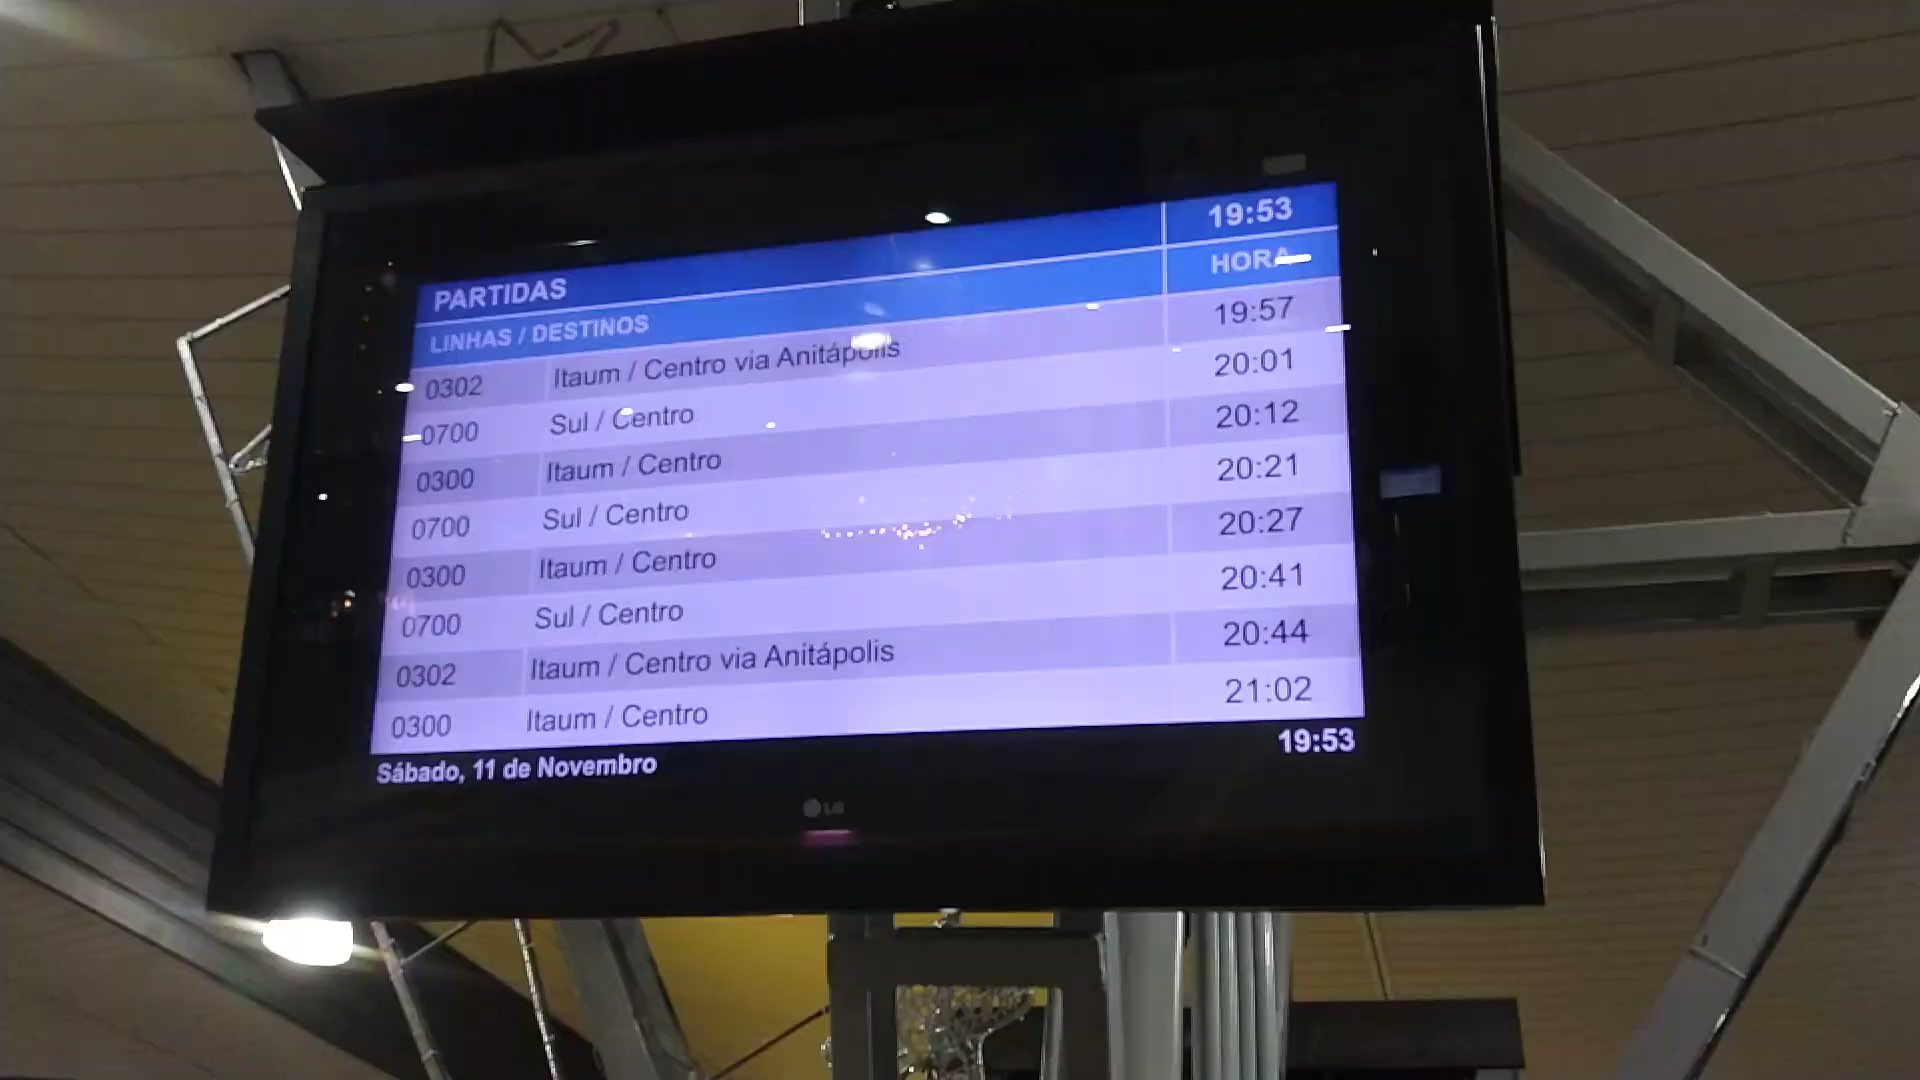 19:53
PARTIDAS
LINHAS / DESTINOS HORA
0302 Itaum / Centro via Anitápolis 19:57
0700 Sul / Centro 20:01
0300 Itaum / Centro 20:12
0700 Sul / Centro 20:21
0300 Itaum / Centro 20:27
0700 Sul / Centro 20:41
0302 Itaum / Centro via Anitápolis 20:44
0300 Itaum / Centro 21:02
Sábado, 11 de Novembro 19:53
LG